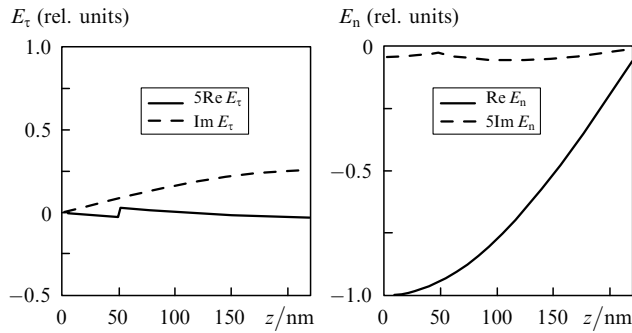 E_τ (rel. units)
1.0
0.5
0
−0.5
5Re E_τ
Im E_τ
0 50 100 150 z/nm
E_n (rel. units)
0
−0.5
−1.0
Re E_n
5Im E_n
0 50 100 150 z/nm